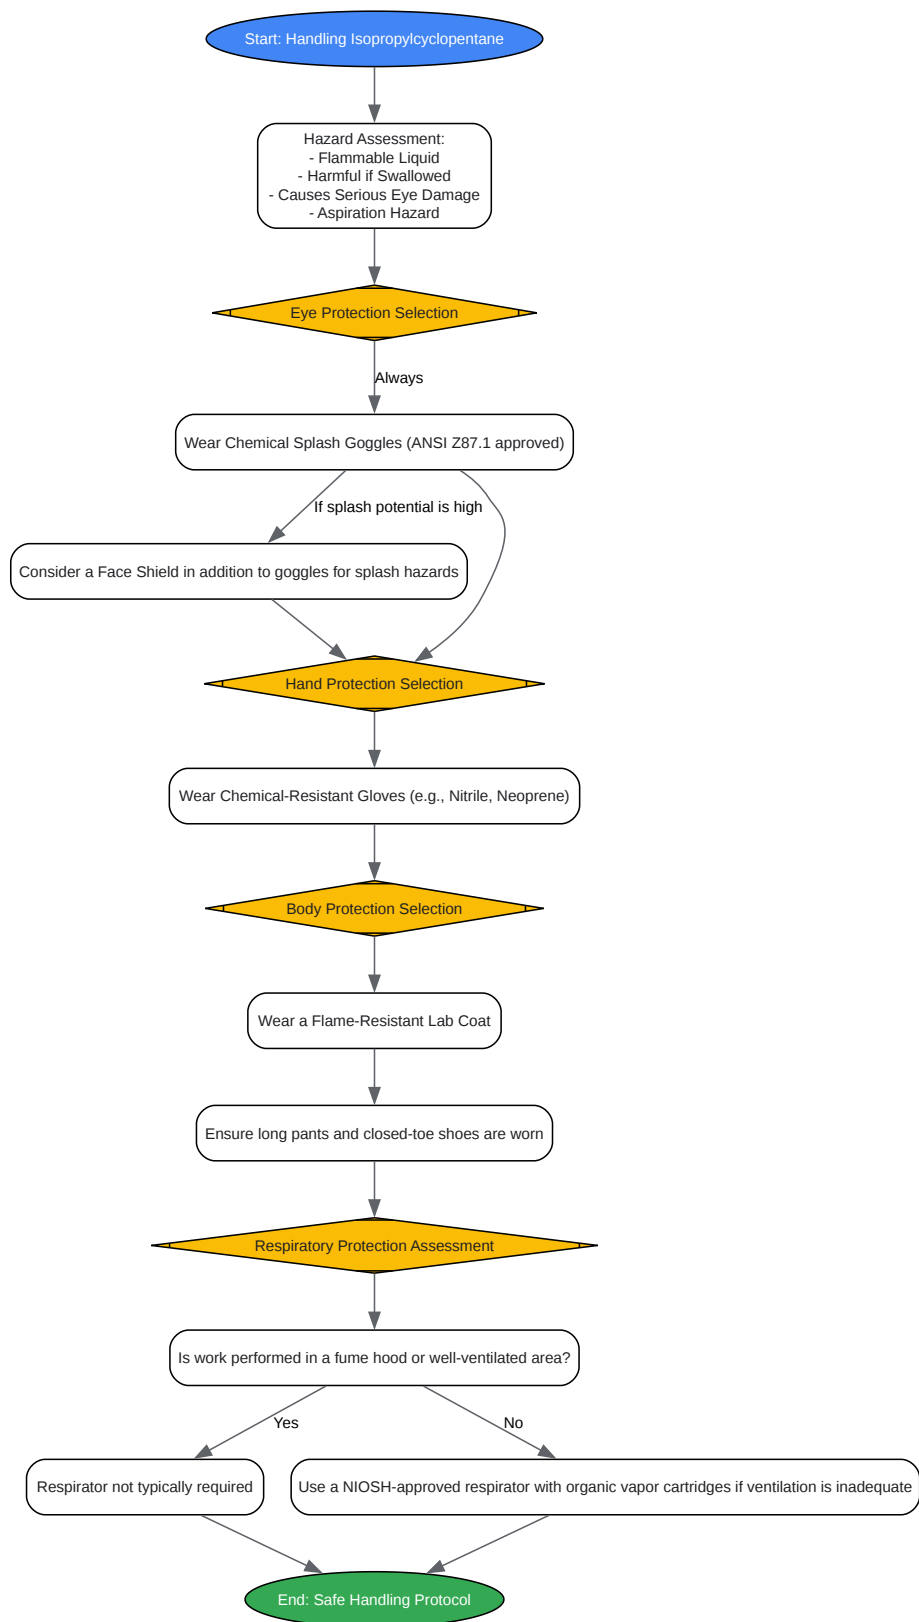 Start: Handling Isopropylcyclopentane
Hazard Assessment:
- Flammable Liquid
- Harmful if Swallowed
- Causes Serious Eye Damage
- Aspiration Hazard
Eye Protection Selection
Always
Wear Chemical Splash Goggles (ANSI Z87.1 approved)
If splash potential is high
Consider a Face Shield in addition to goggles for splash hazards
Hand Protection Selection
Wear Chemical-Resistant Gloves (e.g., Nitrile, Neoprene)
Body Protection Selection
Wear a Flame-Resistant Lab Coat
Ensure long pants and closed-toe shoes are worn
Respiratory Protection Assessment
Is work performed in a fume hood or well-ventilated area?
Yes
No
Respirator not typically required
Use a NIOSH-approved respirator with organic vapor cartridges if ventilation is inadequate
End: Safe Handling Protocol